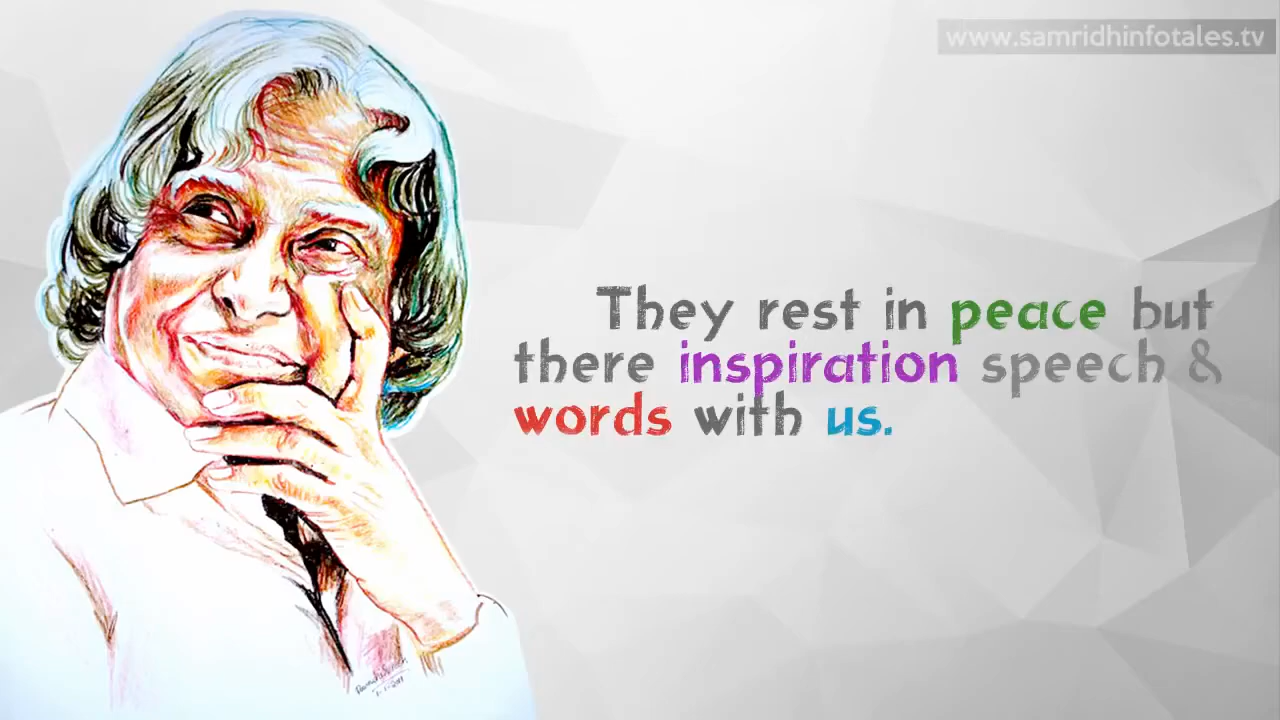 www.samridhinfotales.tv
They rest in peace but
there inspiration speech &
words with us.